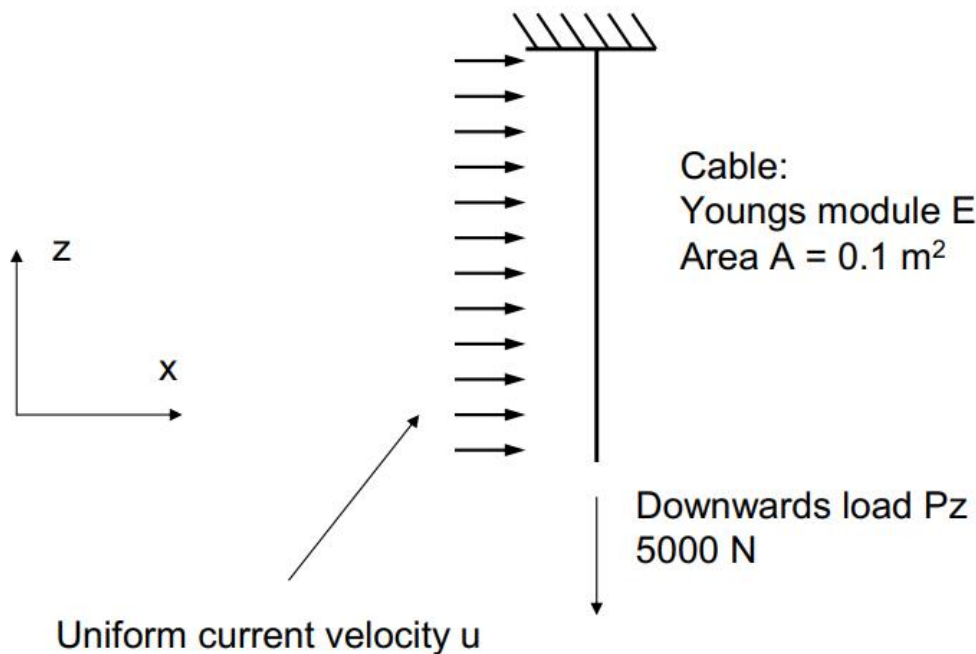 Cable:
Youngs module E
Area A = 0.1 m²
z
x
Downwards load Pz
5000 N
Uniform current velocity u